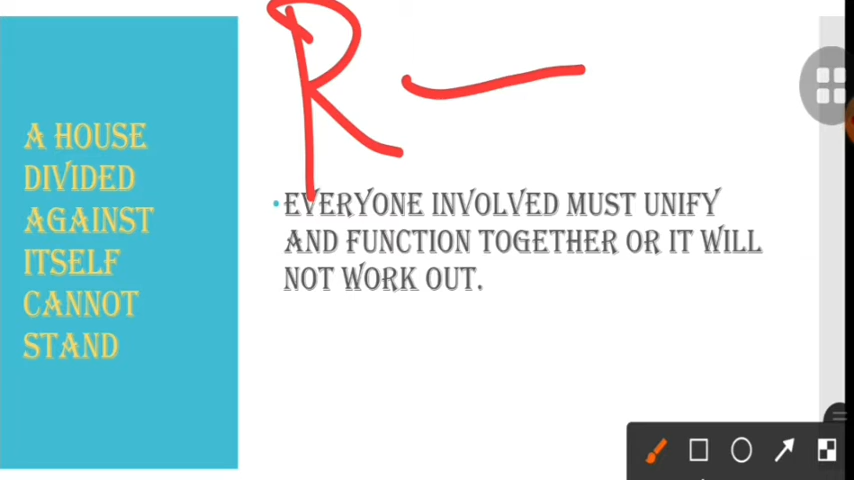 R -
A HOUSE
DIVIDED
AGAINST
ITSELF
CANNOT
STAND
•EVERYONE INVOLVED MUST UNIFY
AND FUNCTION TOGETHER OR IT WILL
NOT WORK OUT.